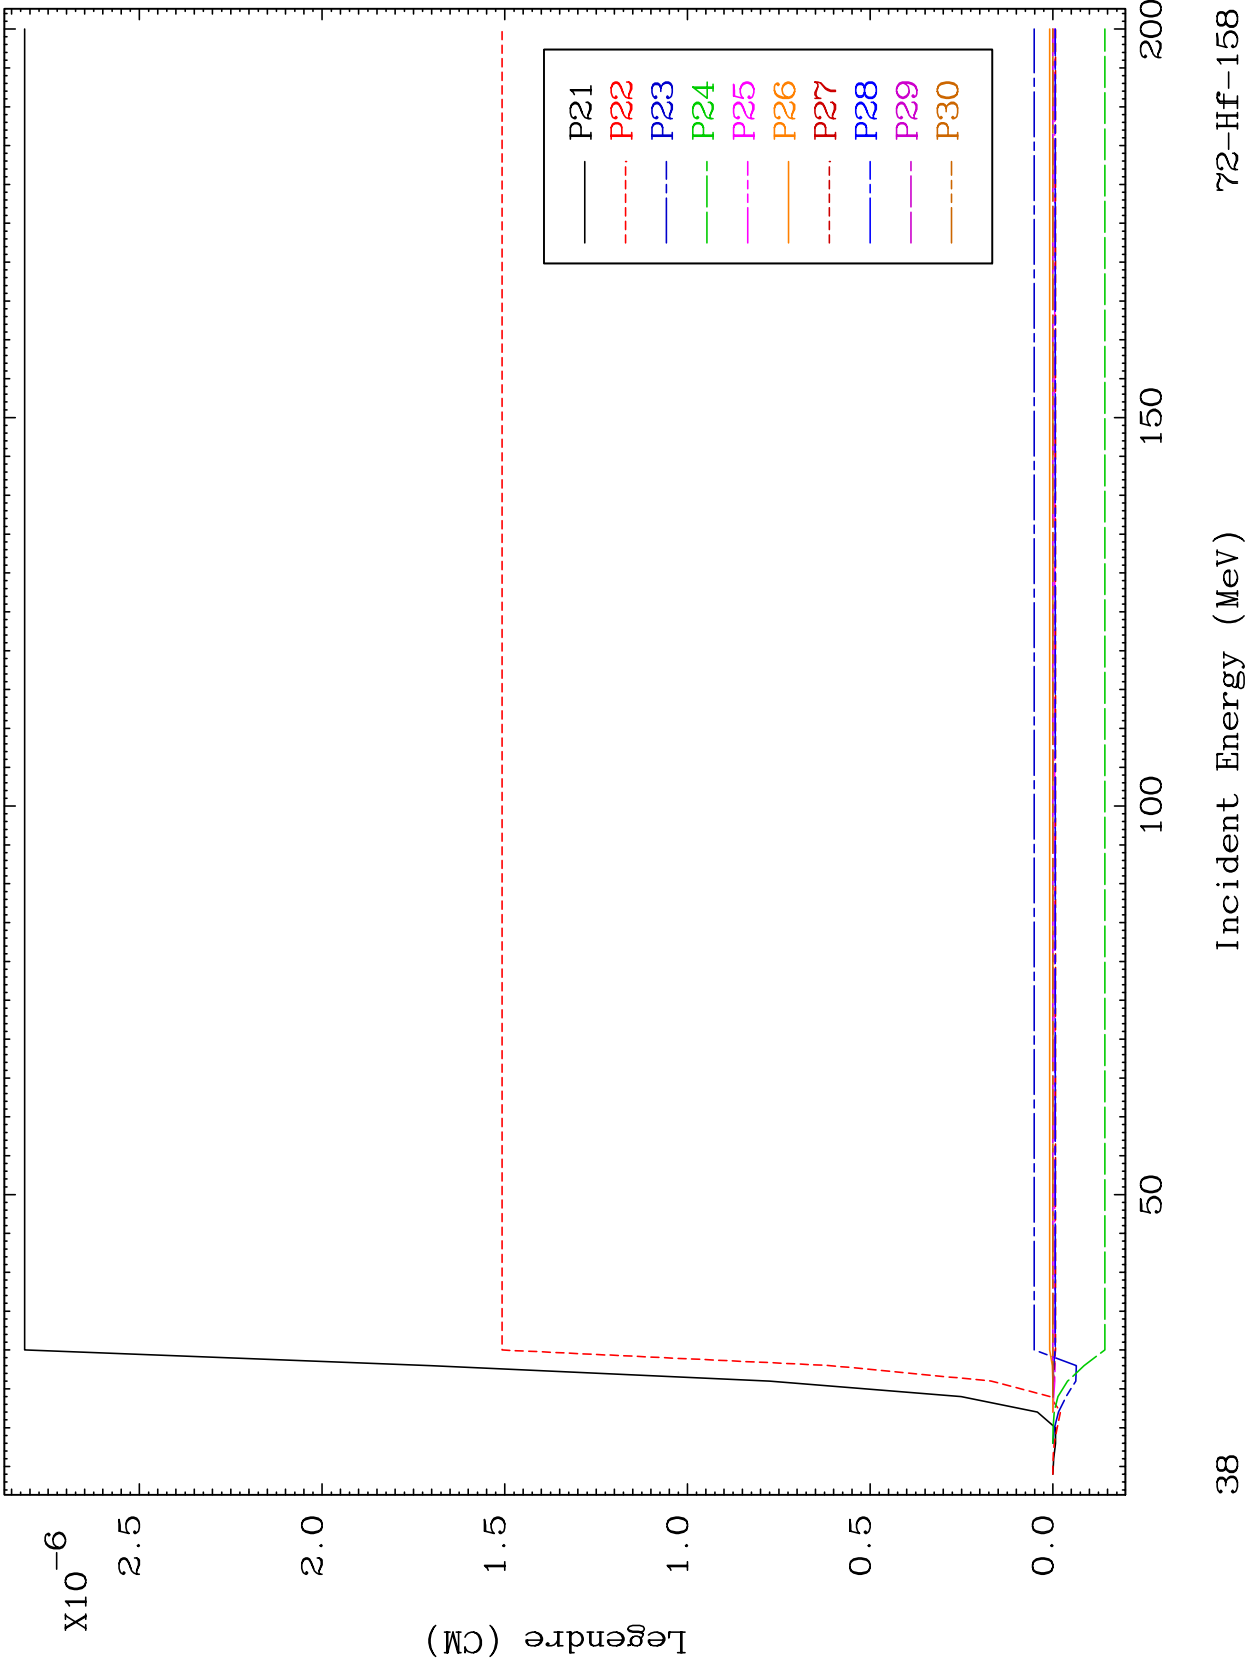 X10-6
2.5
2.0
1.5
1.0
0.5
0.0
Legendre (CM)
P21
P22
P23
P24
P25
P26
P27
P28
P29
P30
50
100
150
200
38
Incident Energy (MeV)
72-Hf-158